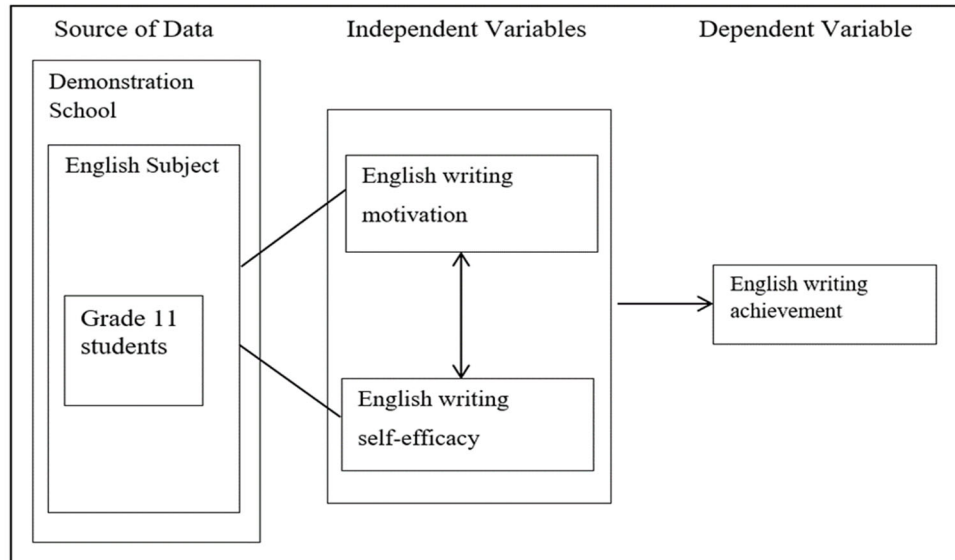 Source of Data
Independent Variables
Dependent Variable
Demonstration
School
English Subject
Grade 11
students
English writing
motivation
English writing
self-efficacy
English writing
achievement